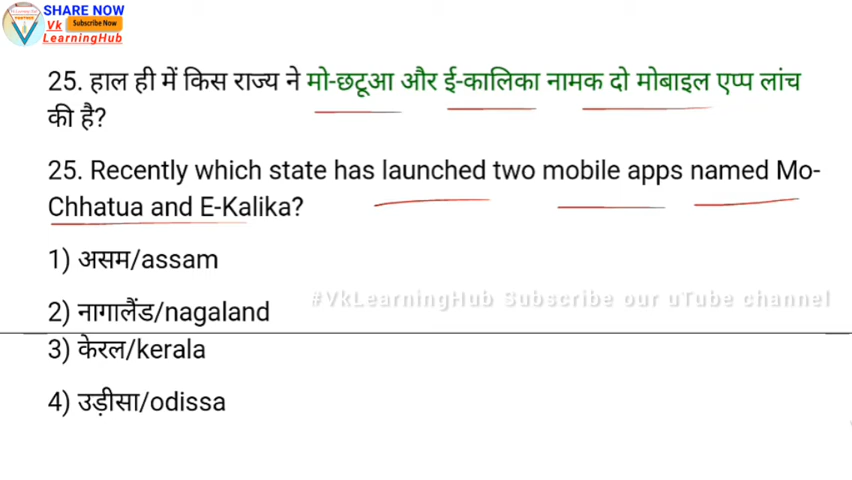 SHARE NOW
Vk Subscribe Now
LearningHub
25. हाल ही में किस राज्य ने मो-छटूआ और ई-कालिका नामक दो मोबाइल एप्प लांच
की है?
25. Recently which state has launched two mobile apps named Mo-
Chhatua and E-Kalika?
1) असम/assam
#VkLearningHub Subscribe our uTube channel
2) नागालैंड/nagaland
3) केरल/kerala
4) उड़ीसा/odissa